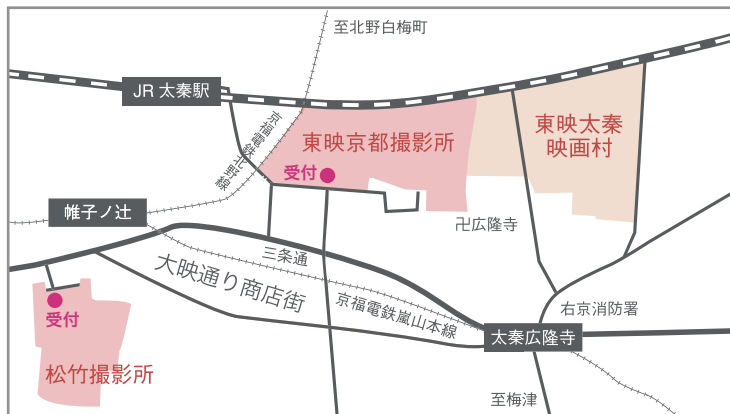 至北野白梅町
JR 太秦駅
京福電鉄北野線
東映京都撮影所
受付
東映太秦
映画村
帷子ノ辻
卍広隆寺
三条通
大映通り商店街
京福電鉄嵐山本線
右京消防署
受付
太秦広隆寺
松竹撮影所
至梅津